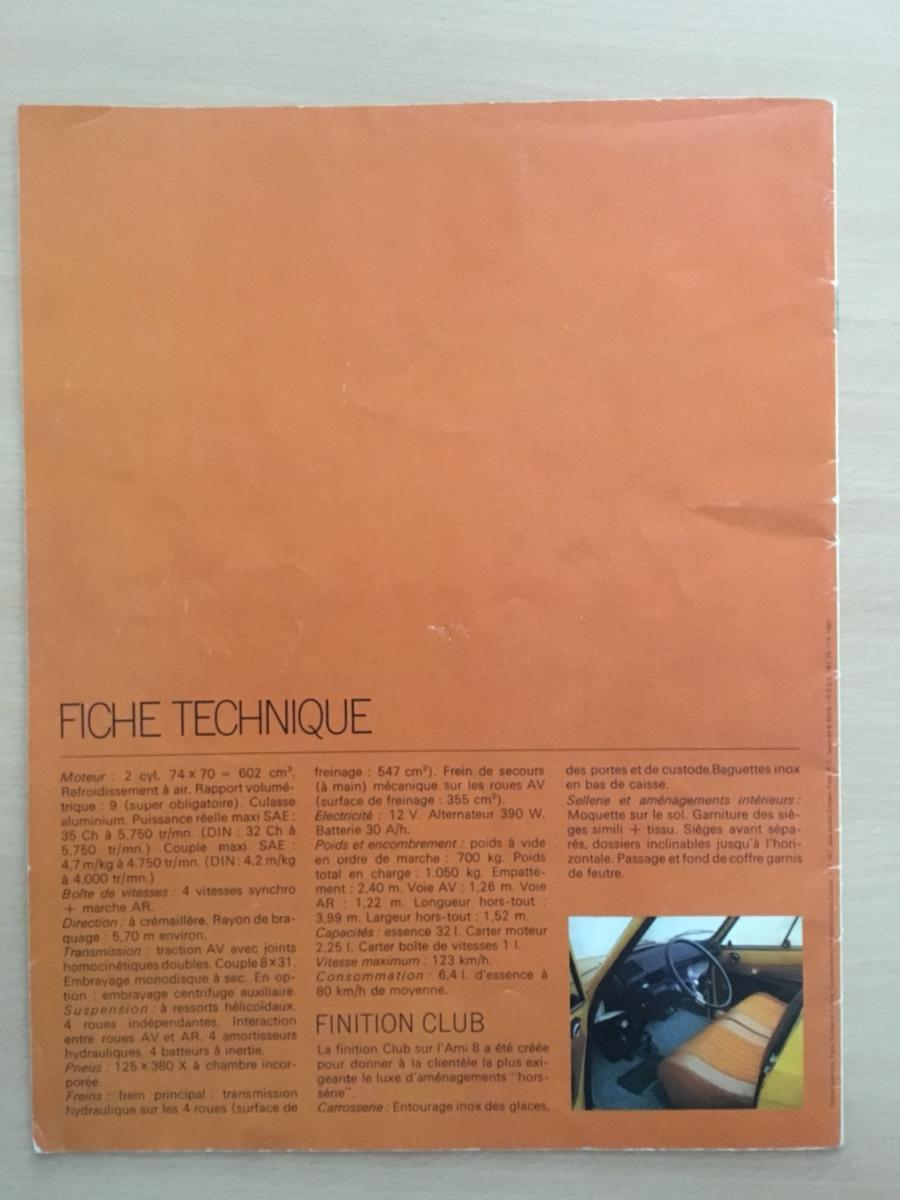 FICHE TECHNIQUE
Moteur : 2 cyl. 74 x 70 = 602 cm³.
Refroidissement à air. Rapport volumé-
trique : 9 (super obligatoire). Culasse
aluminium. Puissance réelle maxi SAE :
35 Ch à 5.750 tr/mn. (DIN : 32 Ch à
5.750 tr/mn.) Couple maxi SAE :
4,7 m/kg à 4.750 tr/mn. (DIN : 4,2 m/kg
à 4.000 tr/mn.)
Boîte de vitesses : 4 vitesses synchro
+ marche AR.
Direction : à crémaillère. Rayon de bra-
quage : 5,70 m environ.
Transmission : traction AV avec joints
homocinétiques doubles. Couple 8 x 31.
Embrayage monodisque à sec. En op-
tion : embrayage centrifuge auxiliaire.
Suspension : à ressorts hélicoïdaux.
4 roues indépendantes. Interaction
entre roues AV et AR. 4 amortisseurs
hydrauliques. 4 batteurs à inertie.
Pneus : 125 x 380 X à chambre incor-
porée.
Freins : frein principal : transmission
hydraulique sur les 4 roues (surface de
freinage : 547 cm²). Frein de secours
(à main) mécanique sur les roues AV
(surface de freinage : 355 cm²).
Electricité : 12 V. Alternateur 390 W.
Batterie 30 A/h.
Poids et encombrement : poids à vide
en ordre de marche : 700 kg. Poids
total en charge : 1.050 kg. Empatte-
ment : 2,40 m. Voie AV : 1,26 m. Voie
AR : 1,22 m. Longueur hors-tout :
3,99 m. Largeur hors-tout : 1,52 m.
Capacités : essence 32 l. Carter moteur
2,25 l. Carter boîte de vitesses 1 l.
Vitesse maximum : 123 km/h.
Consommation : 6,4 l. d'essence à
80 km/h de moyenne.
FINITION CLUB
La finition Club sur l'Ami 8 a été créée
pour donner à la clientèle la plus exi-
geante le luxe d'aménagements "hors-
série".
Carrosserie : Entourage inox des glaces,
des portes et de custode. Baguettes inox
en bas de caisse.
Sellerie et aménagements intérieurs :
Moquette sur le sol. Garniture des siè-
ges simili + tissu. Sièges avant sépa-
rés, dossiers inclinables jusqu'à l'hori-
zontale. Passage et fond de coffre garnis
de feutre.